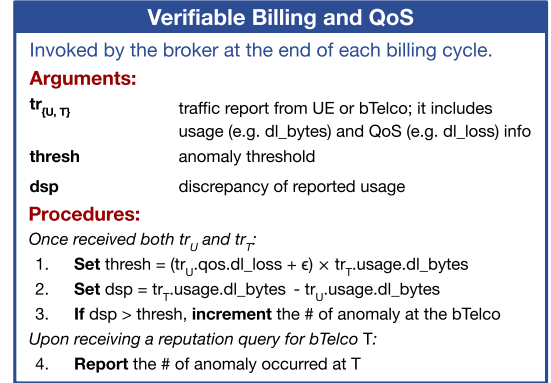 Verifiable Billing and QoS
Invoked by the broker at the end of each billing cycle.
Arguments:
tr{U, T} traffic report from UE or bTelco; it includes
usage (e.g. dl_bytes) and QoS (e.g. dl_loss) info
thresh anomaly threshold
dsp discrepancy of reported usage
Procedures:
Once received both trU and trT:
1. Set thresh = (trU.qos.dl_loss + ϵ) × trT.usage.dl_bytes
2. Set dsp = trT.usage.dl_bytes - trU.usage.dl_bytes
3. If dsp > thresh, increment the # of anomaly at the bTelco
Upon receiving a reputation query for bTelco T:
4. Report the # of anomaly occurred at T